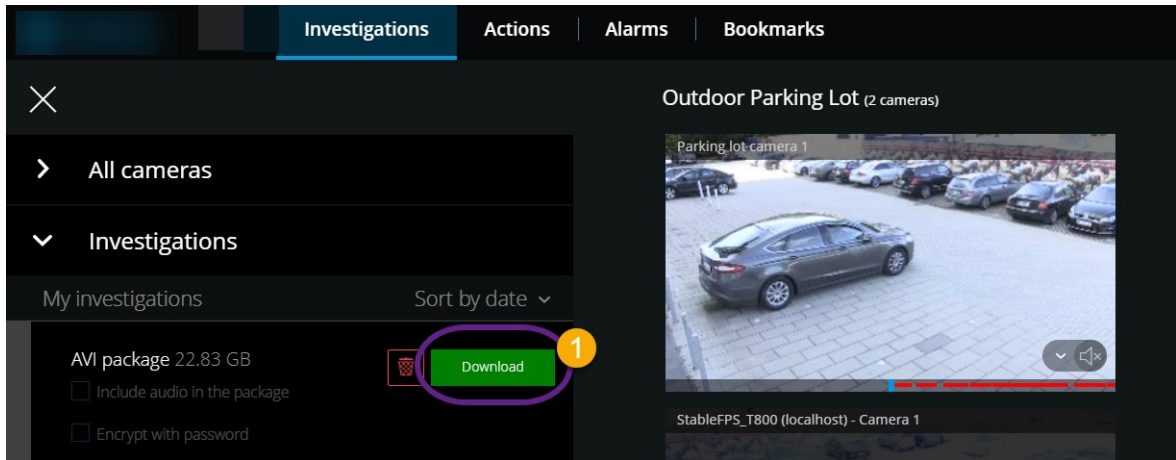 Investigations Actions Alarms Bookmarks
Outdoor Parking Lot (2 cameras)
All cameras
Investigations
My investigations Sort by date
AVI package 22.83 GB
Download
1
Include audio in the package
Encrypt with password
Parking lot camera 1
StableFPS_T800 (localhost) - Camera 1